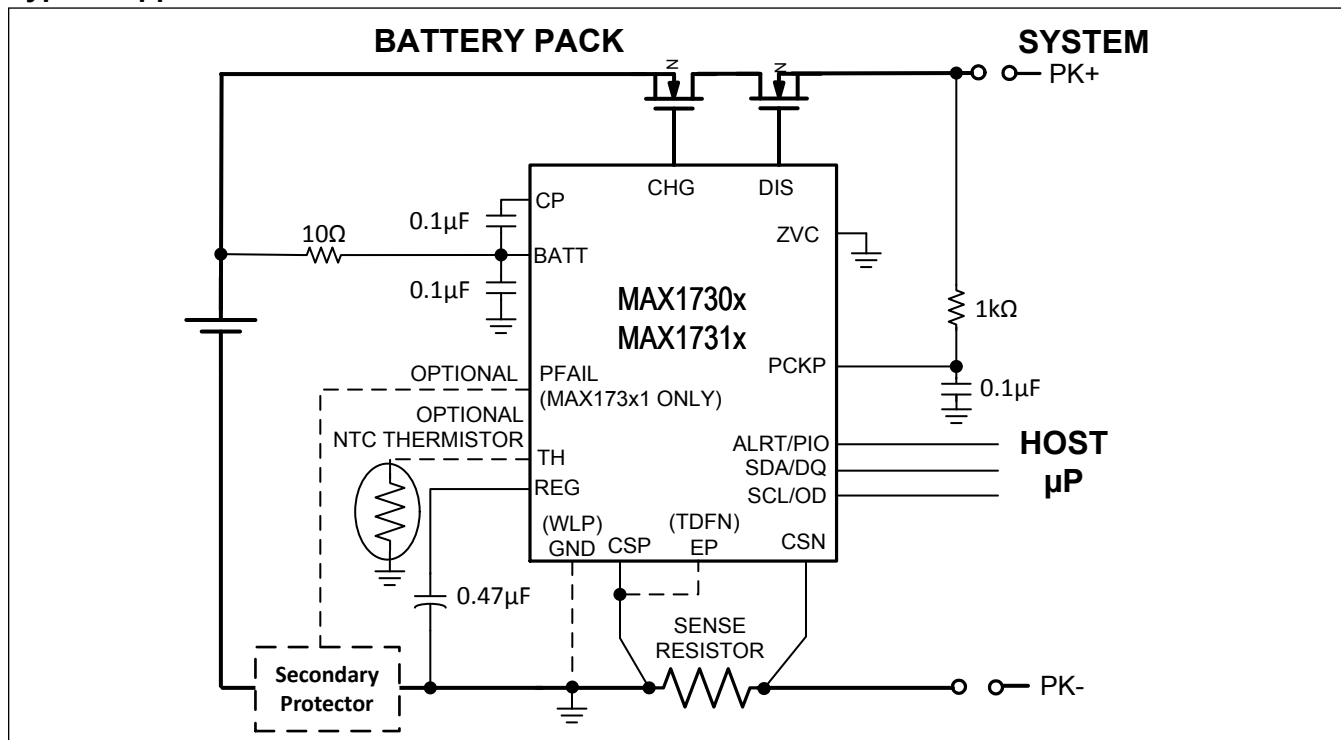 BATTERY PACK
SYSTEM
N
N
PK+
CHG
DIS
CP
0.1µF
ZVC
10Ω
BATT
0.1µF
MAX1730x
MAX1731x
1kΩ
PCKP
OPTIONAL
PFAIL
(MAX173x1 ONLY)
0.1µF
OPTIONAL
NTC THERMISTOR
TH
ALRT/PIO
HOST
SDA/DQ
µP
REG
SCL/OD
(WLP)
GND
CSP
(TDFN)
EP
CSN
0.47µF
SENSE
RESISTOR
Secondary
Protector
PK-